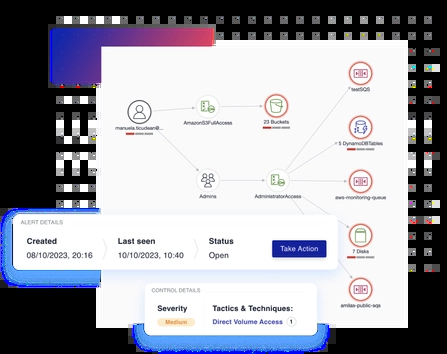 testSQS
AmazonS3FullAccess
23 Buckets
manuela.ticudean@...
5 DynamoDBTables
Admins
AdministratorAccess
aws-monitoring-queue
ALERT DETAILS
Created
Last seen
Status
08/10/2023, 20:16
10/10/2023, 10:40
Open
Take Action
7 Disks
CONTROL DETAILS
Severity
Tactics & Techniques:
Medium
Direct Volume Access
1
amilas-public-sqs